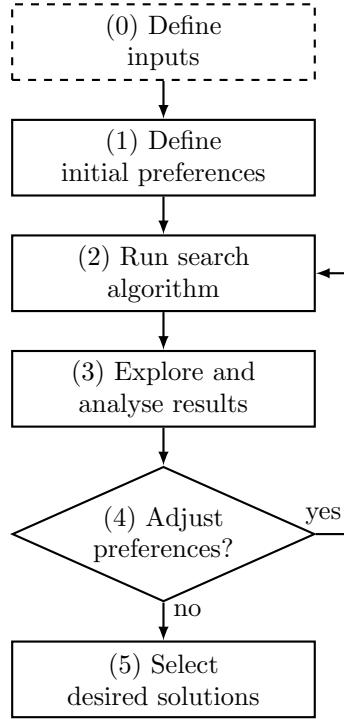 (0) Define
inputs
(1) Define
initial preferences
(2) Run search
algorithm
(3) Explore and
analyse results
(4) Adjust
preferences?
yes
no
(5) Select
desired solutions